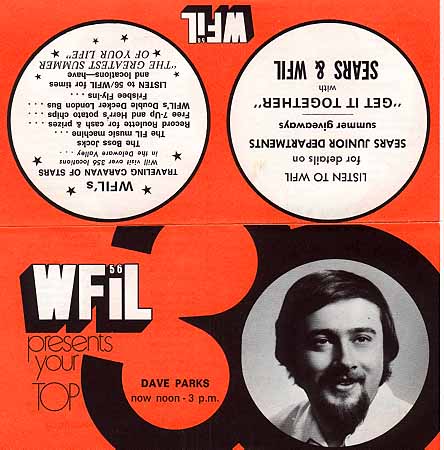 WFiL
56
LISTEN TO WFIL
for details on
SEARS JUNIOR DEPARTMENTS
summer giveaways
"GET IT TOGETHER"
with
SEARS & WFIL
WFIL's
TRAVELING CARAVAN OF STARS
Will visit over 350 locations
in the Delaware Valley . . . .
The Boss Jocks
The FIL music machine . . .
Record Roulette for cash & prizes . . .
Free 7-Up and Herr's potato chips . . .
WFIL's Double Decker London Bus
Frisbee Fly-ins . . .
LISTEN to 56/WFIL for times
and locations—have
"THE GREATEST SUMMER
OF YOUR LIFE"
56
WFiL
presents
your
TOP
30
DAVE PARKS
now noon - 3 p.m.